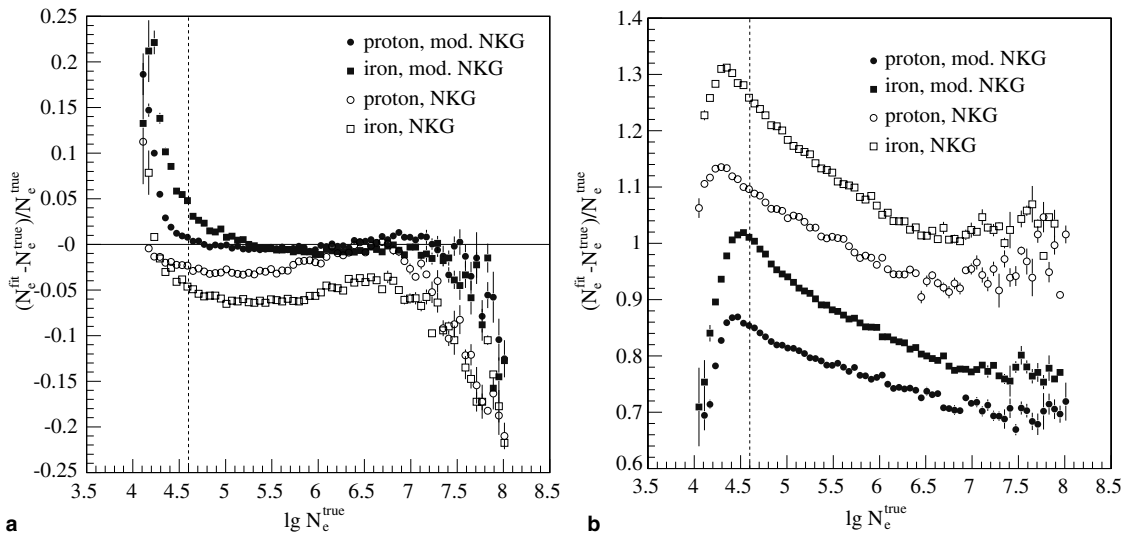 0.25
0.2
0.15
0.1
0.05
-0
-0.05
-0.1
-0.15
-0.2
-0.25
(N_e^fit -N_e^true)/N_e^true
proton, mod. NKG
iron, mod. NKG
proton, NKG
iron, NKG
3.5 4 4.5 5 5.5 6 6.5 7 7.5 8 8.5
lg N_e^true
a
1.4
1.3
1.2
1.1
1
0.9
0.8
0.7
0.6
(N_e^fit -N_e^true)/N_e^true
proton, mod. NKG
iron, mod. NKG
proton, NKG
iron, NKG
3.5 4 4.5 5 5.5 6 6.5 7 7.5 8 8.5
lg N_e^true
b